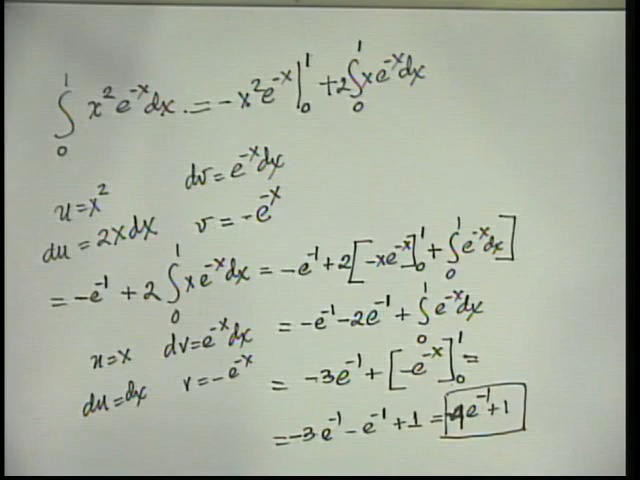 ∫₀¹ x²e⁻ˣdx = -x²e⁻ˣ|₀¹ + 2∫₀¹ xe⁻ˣdx
u=x² dv=e⁻ˣdx
du=2xdx v=-e⁻ˣ
= -e⁻¹ + 2∫₀¹ xe⁻ˣdx = -e⁻¹ + 2[-xe⁻ˣ]₀¹ + ∫₀¹ e⁻ˣdx]
u=x dv=e⁻ˣdx = -e⁻¹ - 2e⁻¹ + ∫₀¹ e⁻ˣdx
du=dx v=-e⁻ˣ = -3e⁻¹ + [-e⁻ˣ]₀¹ =
= -3e⁻¹ - e⁻¹ + 1 = -4e⁻¹ + 1